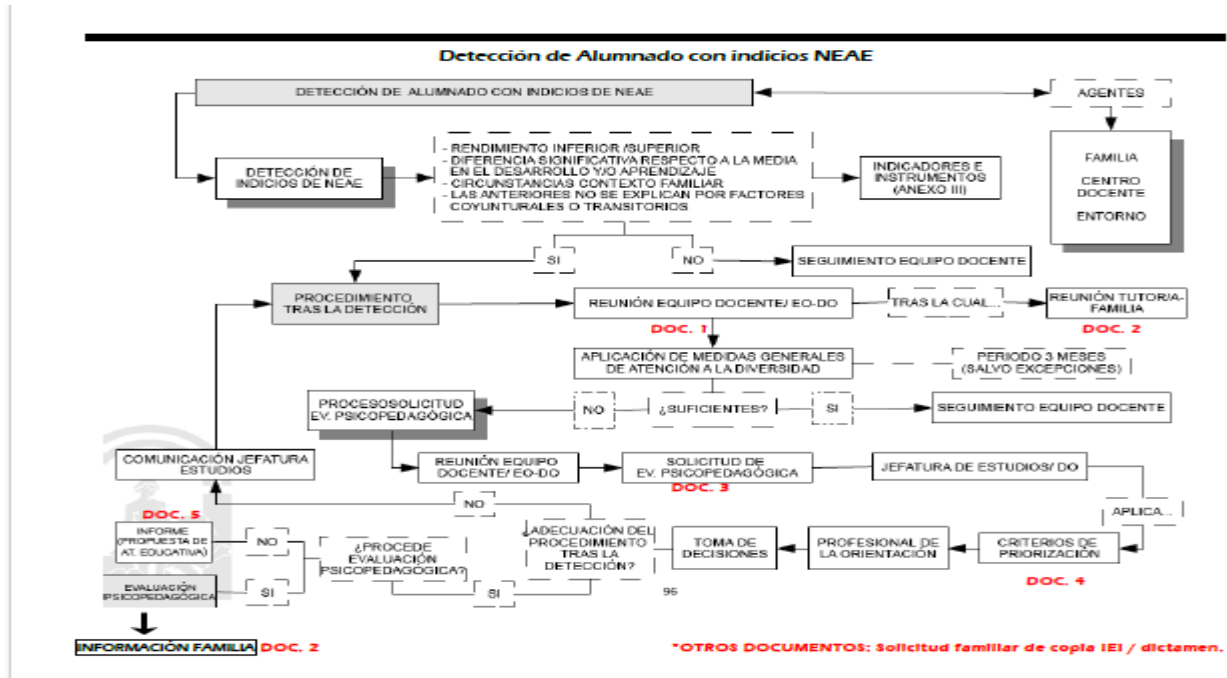 Detección de Alumnado con indicios NEAE
DETECCIÓN DE ALUMNADO CON INDICIOS DE NEAE
AGENTES
- RENDIMIENTO INFERIOR /SUPERIOR
- DIFERENCIA SIGNIFICATIVA RESPECTO A LA MEDIA
EN EL DESARROLLO Y/O APRENDIZAJE
- CIRCUNSTANCIAS CONTEXTO FAMILIAR
- LAS ANTERIORES NO SE EXPLICAN POR FACTORES
COYUNTURALES O TRANSITORIOS
DETECCIÓN DE
INDICIOS DE NEAE
INDICADORES E
INSTRUMENTOS
(ANEXO III)
FAMILIA
CENTRO
DOCENTE
ENTORNO
SI
NO
SEGUIMIENTO EQUIPO DOCENTE
PROCEDIMIENTO
TRAS LA DETECCIÓN
REUNIÓN EQUIPO DOCENTE/ EO-DO
TRAS LA CUAL...
REUNIÓN TUTOR/A-
FAMILIA
DOC. 1
DOC. 2
APLICACIÓN DE MEDIDAS GENERALES
DE ATENCIÓN A LA DIVERSIDAD
PERIODO 3 MESES
(SALVO EXCEPCIONES)
PROCESOSOLICITUD
EV. PSICOPEDAGÓGICA
NO
¿SUFICIENTES?
SI
SEGUIMIENTO EQUIPO DOCENTE
COMUNICACIÓN JEFATURA
ESTUDIOS
REUNIÓN EQUIPO
DOCENTE/ EO-DO
SOLICITUD DE
EV. PSICOPEDAGÓGICA
JEFATURA DE ESTUDIOS/ DO
DOC. 3
NO
APLICA...
DOC. 5
INFORME
(PROPUESTA DE
AT. EDUCATIVA)
NO
¿PROCEDE
EVALUACIÓN
PSICOPEDAGÓGICA?
¿ADECUACIÓN DEL
PROCEDIMIENTO
TRAS LA
DETECCIÓN?
TOMA DE
DECISIONES
PROFESIONAL DE
LA ORIENTACIÓN
CRITERIOS DE
PRIORIZACIÓN
DOC. 4
EVALUACIÓN
PSICOPEDAGÓGICA
SI
SI
96
INFORMACIÓN FAMILIA DOC. 2
*OTROS DOCUMENTOS: Solicitud familiar de copia IEI / dictamen.